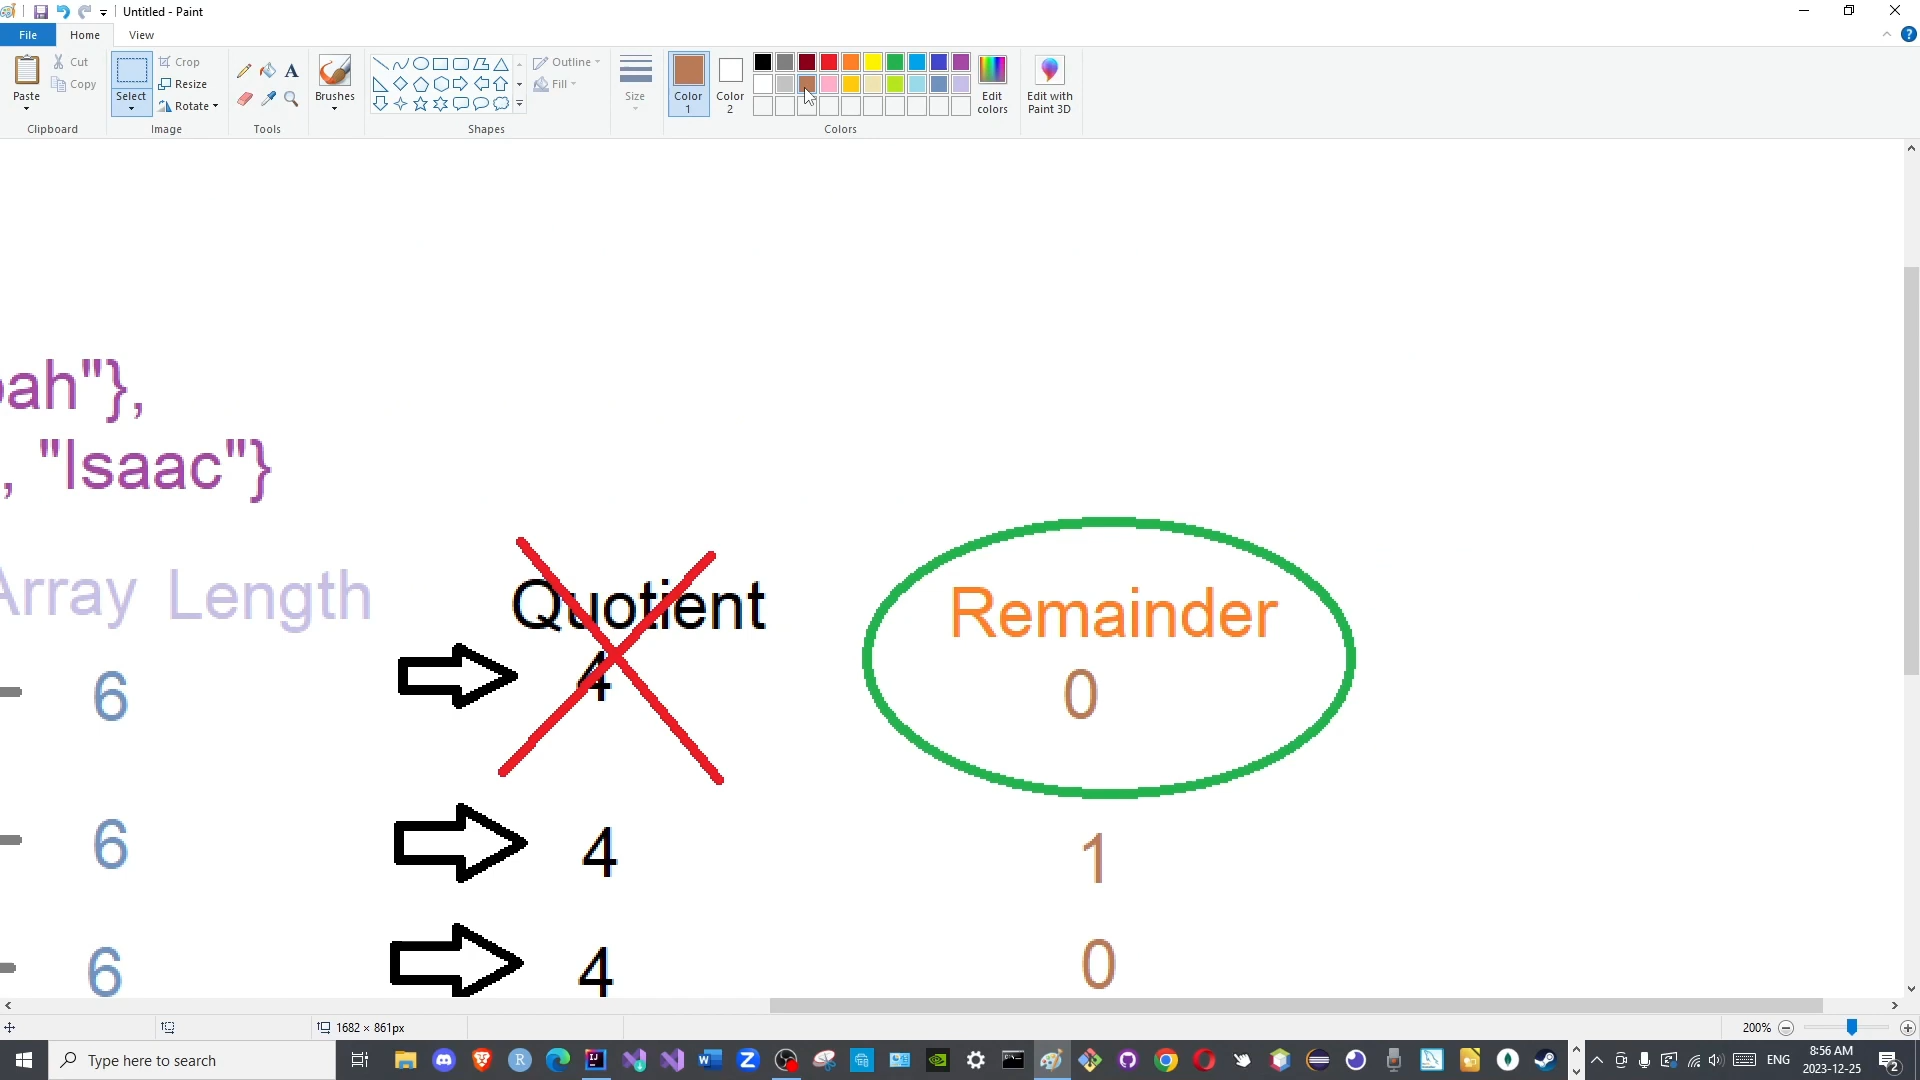 Untitled - Paint
File Home View
Paste
Cut
Copy
Clipboard
Select
Crop
Resize
Rotate
Image
Tools
Brushes
Shapes
Outline
Fill
Size
Color 1
Color 2
Edit colors
Edit with Paint 3D
Colors
ah"},
, "Isaac"}
Array Length Quotient Remainder
6 4 0
6 4 1
6 4 0
1682 × 861px
200%
Type here to search
ENG
8:56 AM
2023-12-25
2